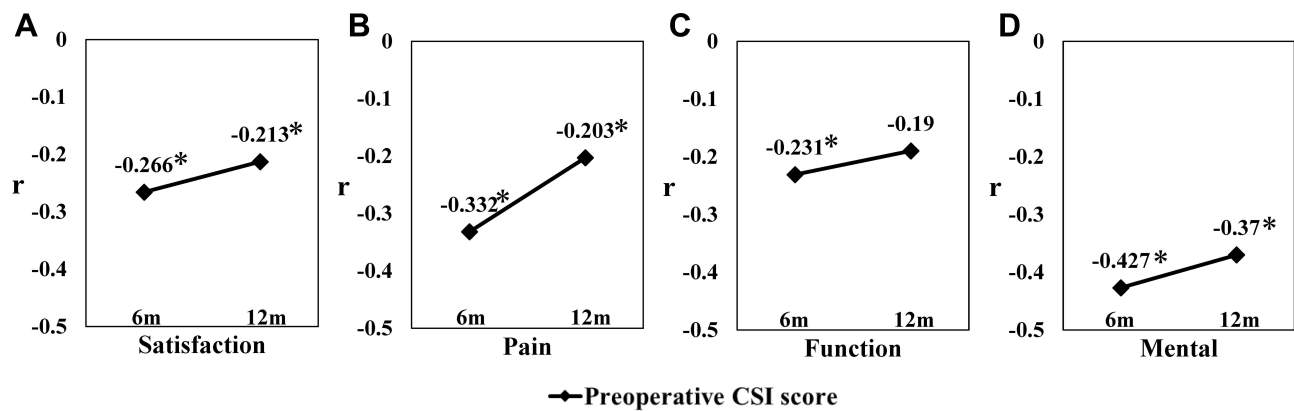 A
0
-0.1
-0.2
-0.3
-0.4
-0.5
r
-0.266*
-0.213*
6m
12m
Satisfaction
B
0
-0.1
-0.2
-0.3
-0.4
-0.5
r
-0.332*
-0.203*
6m
12m
Pain
C
0
-0.1
-0.2
-0.3
-0.4
-0.5
r
-0.231*
-0.19
6m
12m
Function
D
0
-0.1
-0.2
-0.3
-0.4
-0.5
r
-0.427*
-0.37*
6m
12m
Mental
Preoperative CSI score